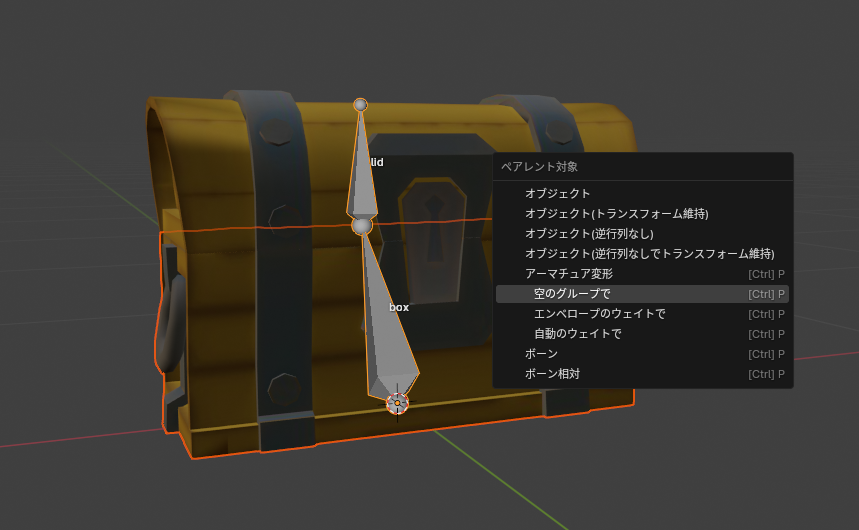 lid
box
ペアレント対象
オブジェクト
オブジェクト(トランスフォーム維持)
オブジェクト(逆行列なし)
オブジェクト(逆行列なしでトランスフォーム維持)
アーマチュア変形 [Ctrl] P
空のグループで [Ctrl] P
エンベロープのウェイトで [Ctrl] P
自動のウェイトで [Ctrl] P
ボーン [Ctrl] P
ボーン相対 [Ctrl] P